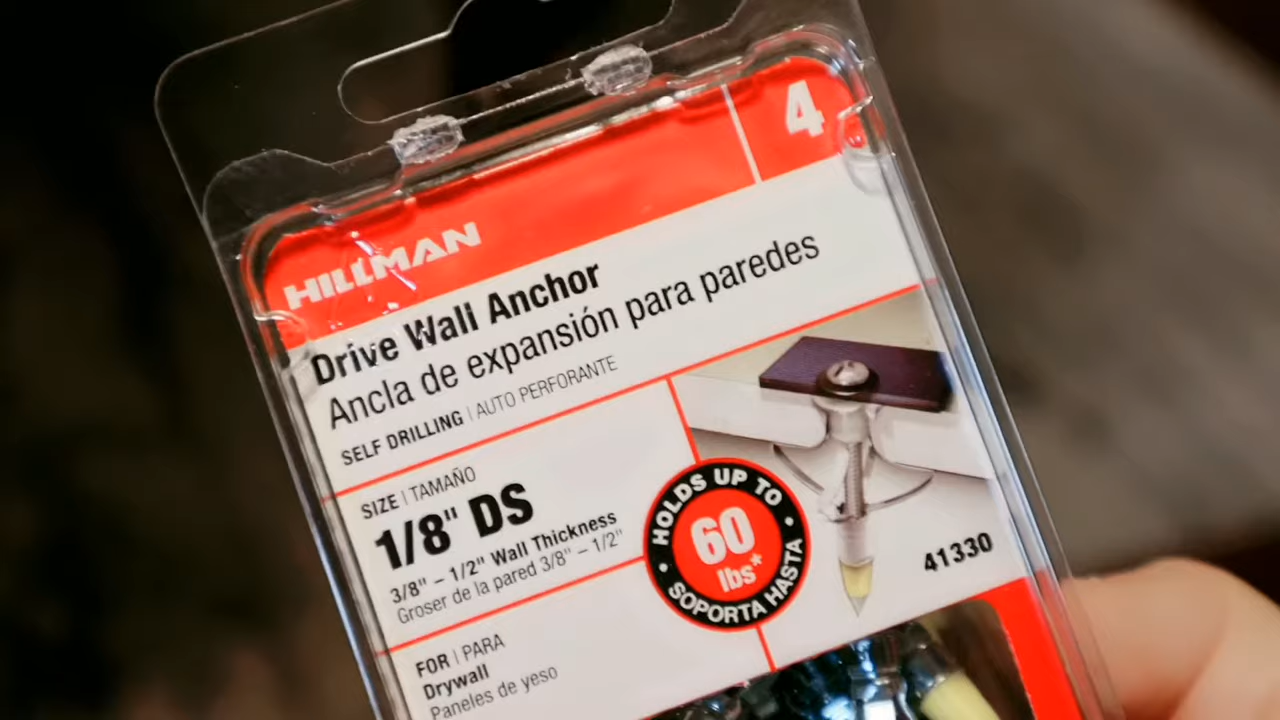 4
HILLMAN
Drive Wall Anchor
Ancla de expansión para paredes
SELF DRILLING | AUTO PERFORANTE
SIZE | TAMAÑO
1/8" DS
3/8" – 1/2" Wall Thickness
Groser de la pared 3/8" – 1/2"
HOLDS UP TO
60
lbs*
SOPORTA HASTA
41330
FOR | PARA
Drywall
Paneles de yeso